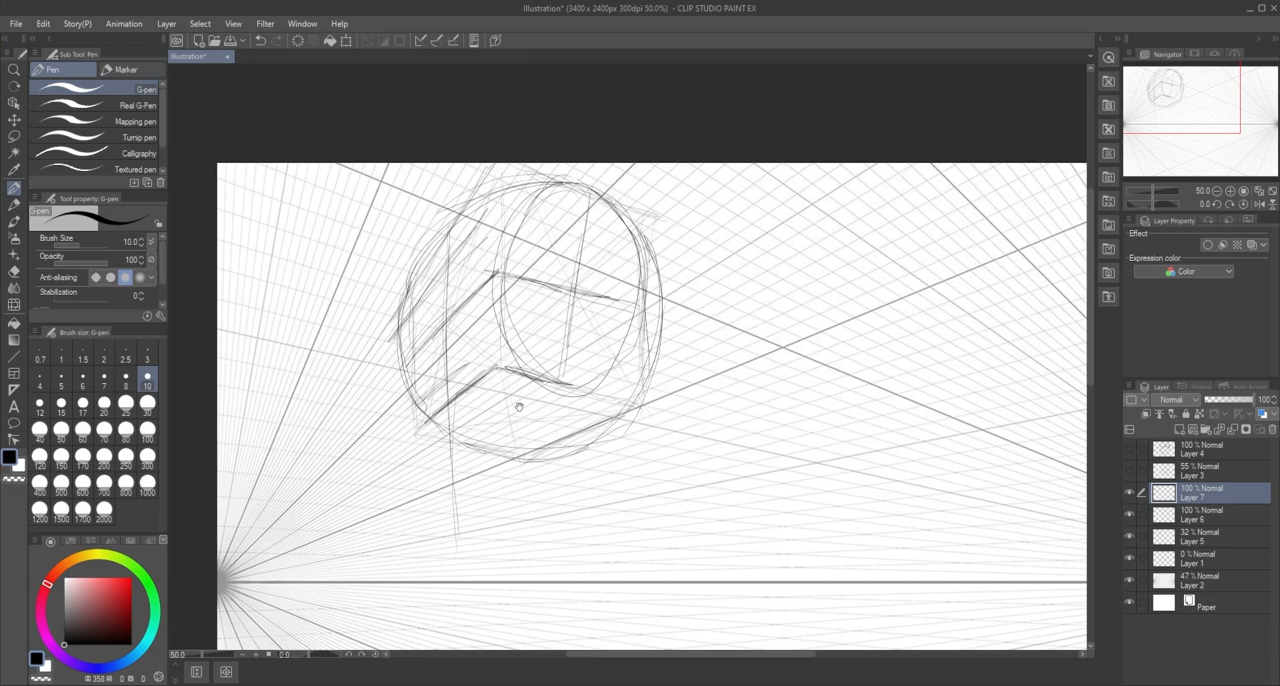 Illustration* (3400 x 2400px 300dpi 50.0%) - CLIP STUDIO PAINT EX
File Edit Story(P) Animation Layer Select View Filter Window Help
Sub Tool: Pen
Pen Marker
G-pen
Real G-Pen
Mapping pen
Turnip pen
Calligraphy
Textured pen
Tool property: G-pen
G-pen
Brush Size 10.0
Opacity 100
Anti-aliasing
Stabilization 0
Brush size: G-pen
0.7 1 1.5 2 2.5 3
4 5 6 7 8 10
12 15 17 20 25 30
40 50 60 70 80 100
120 150 170 200 250 300
400 500 600 700 800 1000
1200 1500 1700 2000
358 0 0
Illustration*
50.0 0.0
Navigator
50.0
0.0
Layer Property
Effect
Expression color
Color
Layer History Auto Action
Normal 100
100 % Normal
Layer 4
55 % Normal
Layer 3
100 % Normal
Layer 7
100 % Normal
Layer 6
32 % Normal
Layer 5
0 % Normal
Layer 1
47 % Normal
Layer 2
Paper